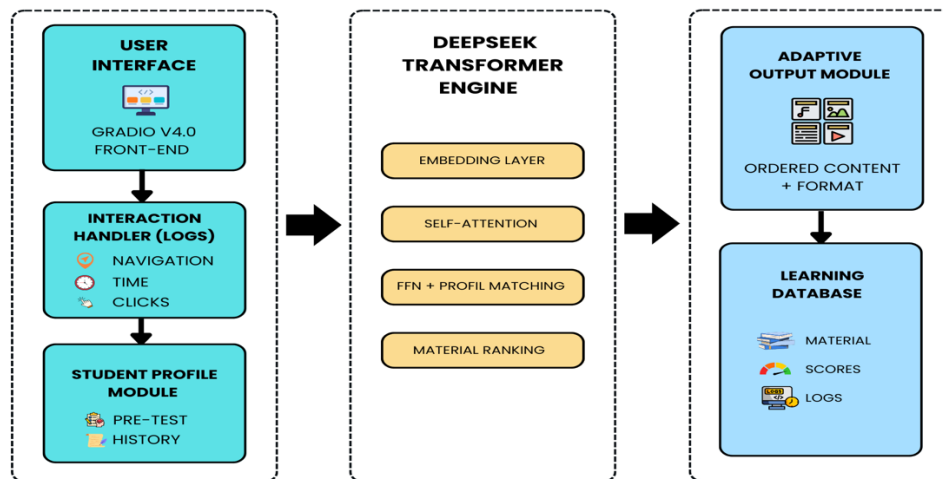 USER
INTERFACE
GRADIO V4.0
FRONT-END
INTERACTION
HANDLER (LOGS)
NAVIGATION
TIME
CLICKS
STUDENT PROFILE
MODULE
PRE-TEST
HISTORY
DEEPSEEK
TRANSFORMER
ENGINE
EMBEDDING LAYER
SELF-ATTENTION
FFN + PROFIL MATCHING
MATERIAL RANKING
ADAPTIVE
OUTPUT MODULE
ORDERED CONTENT
+ FORMAT
LEARNING
DATABASE
MATERIAL
SCORES
LOGS
LOGS